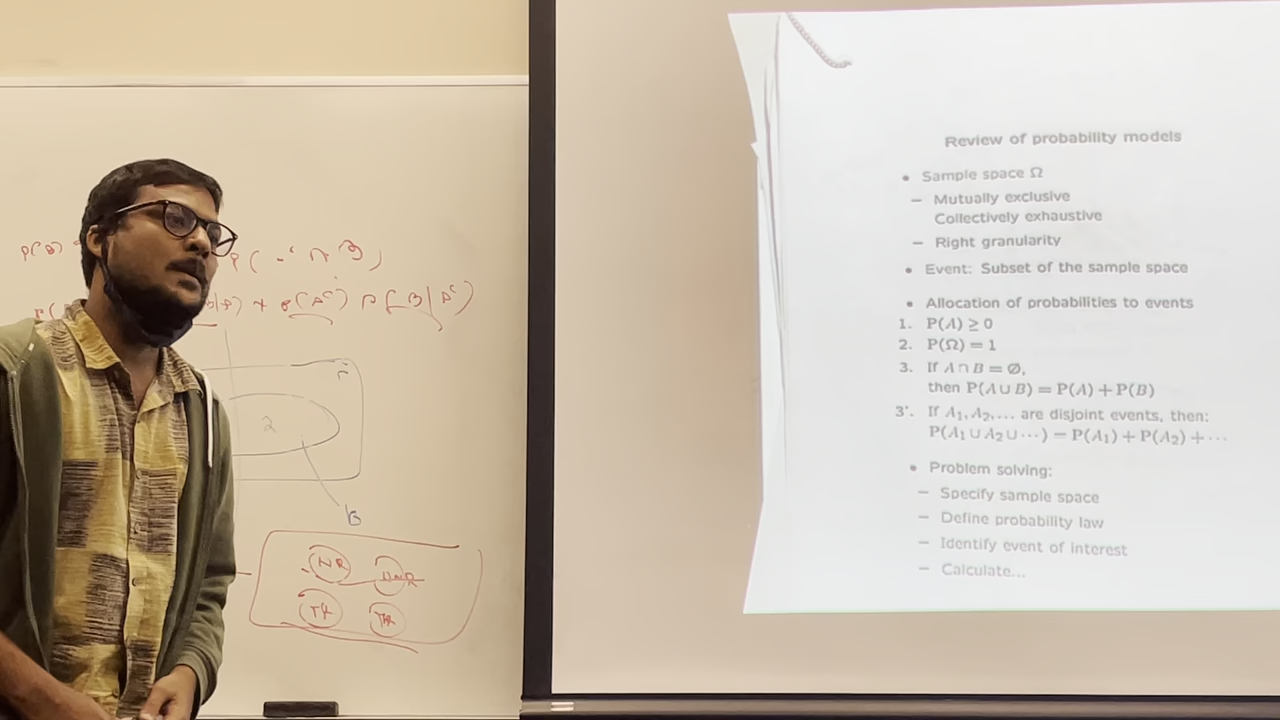 Review of probability models
• Sample space Ω
– Mutually exclusive
Collectively exhaustive
– Right granularity
• Event: Subset of the sample space
• Allocation of probabilities to events
1. P(A) ≥ 0
2. P(Ω) = 1
3. If A ∩ B = Ø,
then P(A ∪ B) = P(A) + P(B)
3'. If A₁, A₂, ... are disjoint events, then:
P(A₁ ∪ A₂ ∪ ···) = P(A₁) + P(A₂) + ···
• Problem solving:
– Specify sample space
– Define probability law
– Identify event of interest
– Calculate...
P(B)
∩ B)
+ P(A^c) P(B|A^c)
2
B
NR
TR